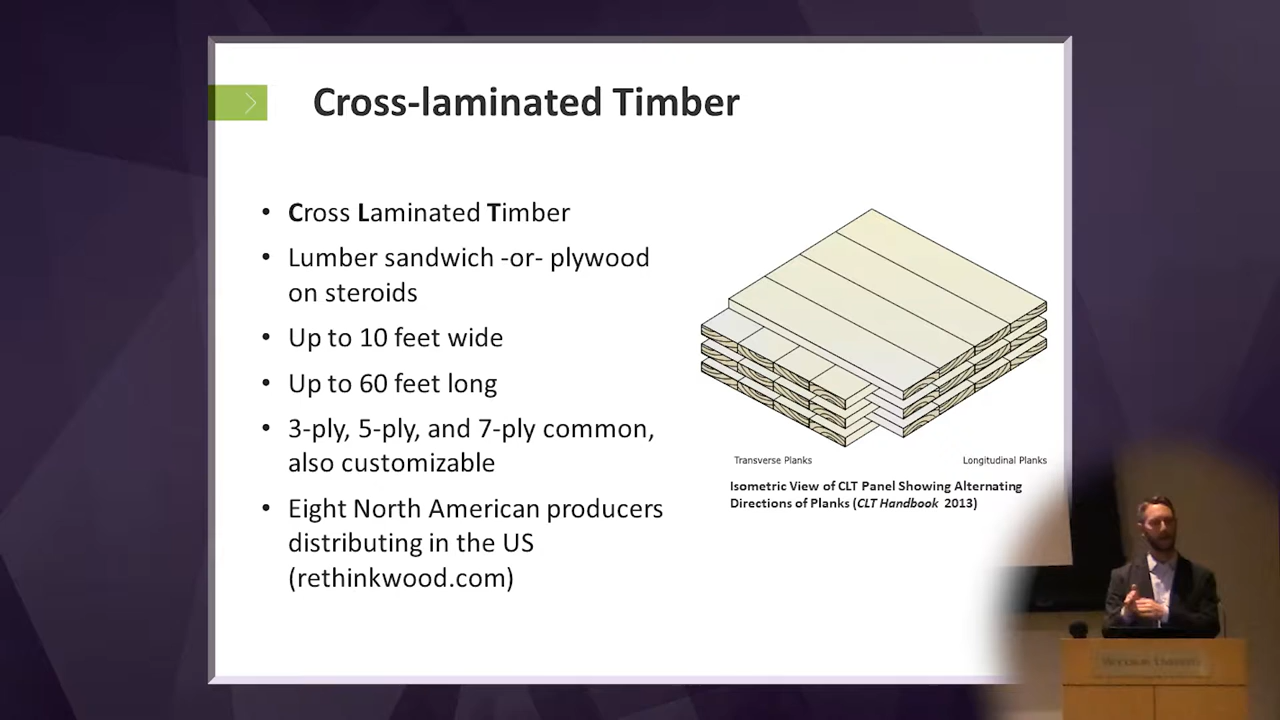 Cross-laminated Timber
• Cross Laminated Timber
• Lumber sandwich -or- plywood
on steroids
• Up to 10 feet wide
• Up to 60 feet long
• 3-ply, 5-ply, and 7-ply common,
also customizable
• Eight North American producers
distributing in the US
(rethinkwood.com)
Transverse Planks
Longitudinal Planks
Isometric View of CLT Panel Showing Alternating
Directions of Planks (CLT Handbook 2013)